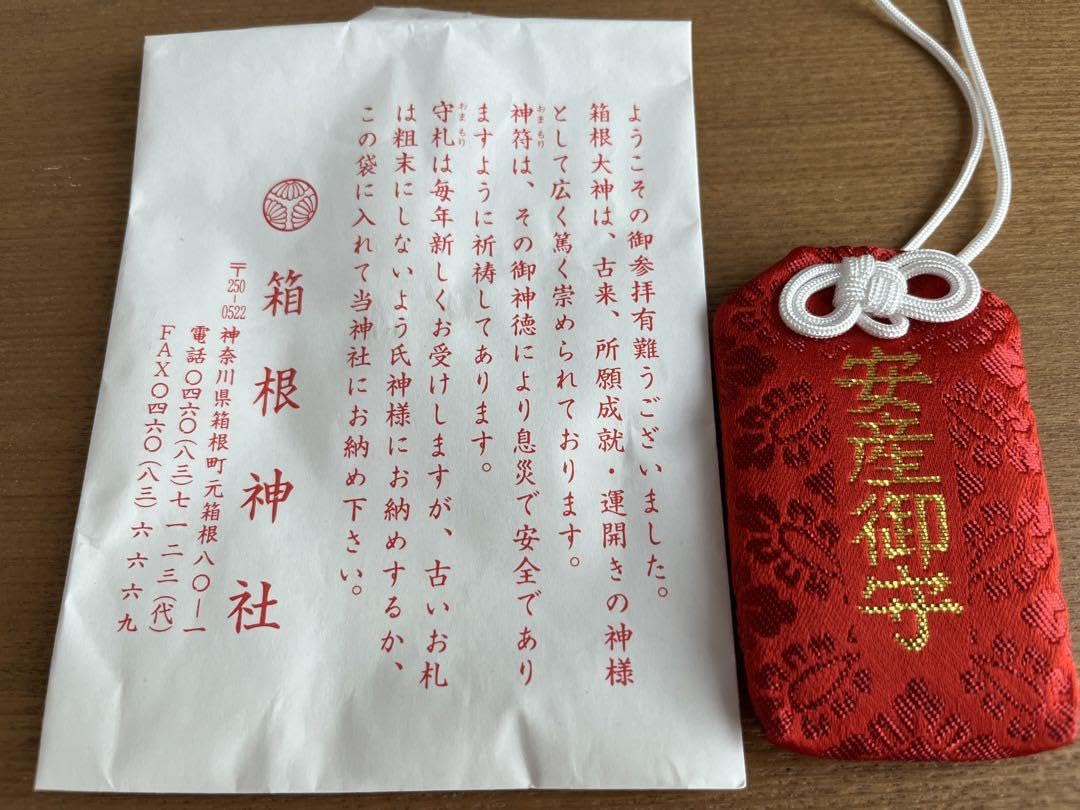 ようこその御参拝有難うございました。
箱根大神は、古来、所願成就・運開きの神様
として広く篤く崇められております。
神符は、その御神徳により息災で安全であり
おまもり
ますように祈祷してあります。
守札は毎年新しくお受けしますが、古いお札
おまもり
は粗末にしないよう氏神様にお納めするか、
この袋に入れて当神社にお納め下さい。
箱根神社
〒250-0522 神奈川県箱根町元箱根八〇―一
電話〇四六〇(八三)七一二三(代)
FAX〇四六〇(八三)六六六九
安産御守